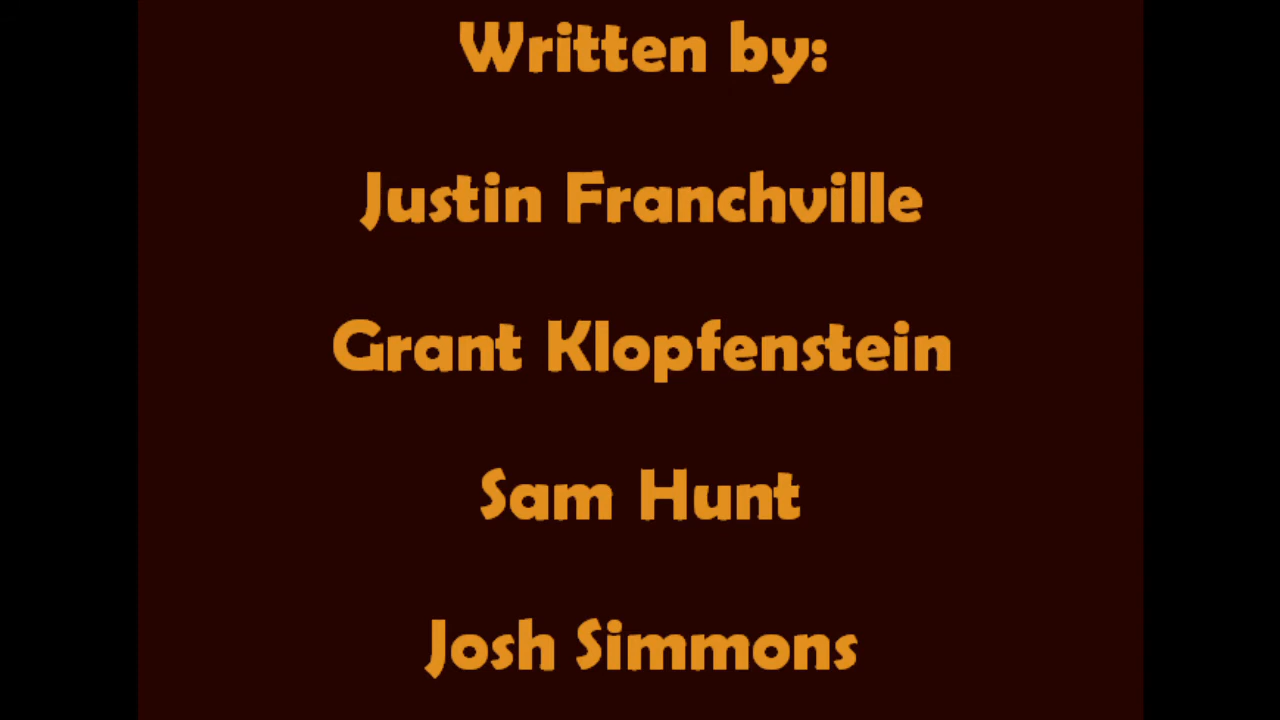 Written by:
Justin Franchville
Grant Klopfenstein
Sam Hunt
Josh Simmons